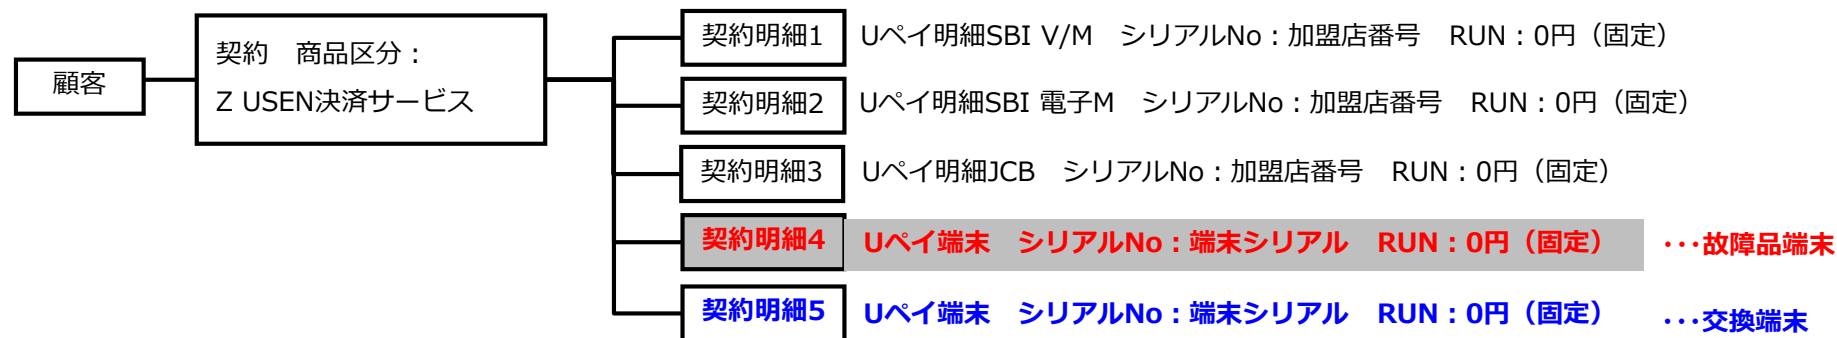 顧客
契約　商品区分：
Z USEN決済サービス
契約明細1　Uペイ明細SBI V/M　シリアルNo：加盟店番号　RUN：0円（固定）
契約明細2　Uペイ明細SBI 電子M　シリアルNo：加盟店番号　RUN：0円（固定）
契約明細3　Uペイ明細JCB　シリアルNo：加盟店番号　RUN：0円（固定）
契約明細4　Uペイ端末　シリアルNo：端末シリアル　RUN：0円（固定）　･･･故障品端末
契約明細5　Uペイ端末　シリアルNo：端末シリアル　RUN：0円（固定）　･･･交換端末